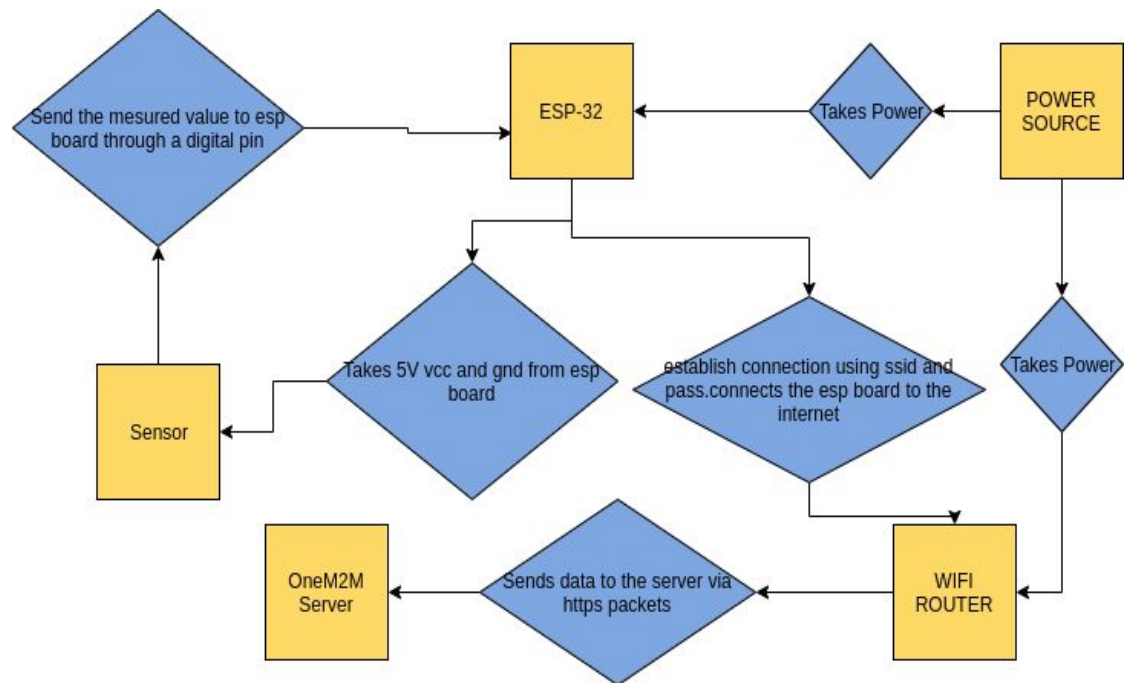 Send the mesured value to esp
board through a digital pin
ESP-32
Takes Power
POWER
SOURCE
Takes 5V vcc and gnd from esp
board
establish connection using ssid and
pass.connects the esp board to the
internet
Takes Power
Sensor
OneM2M
Server
Sends data to the server via
https packets
WIFI
ROUTER